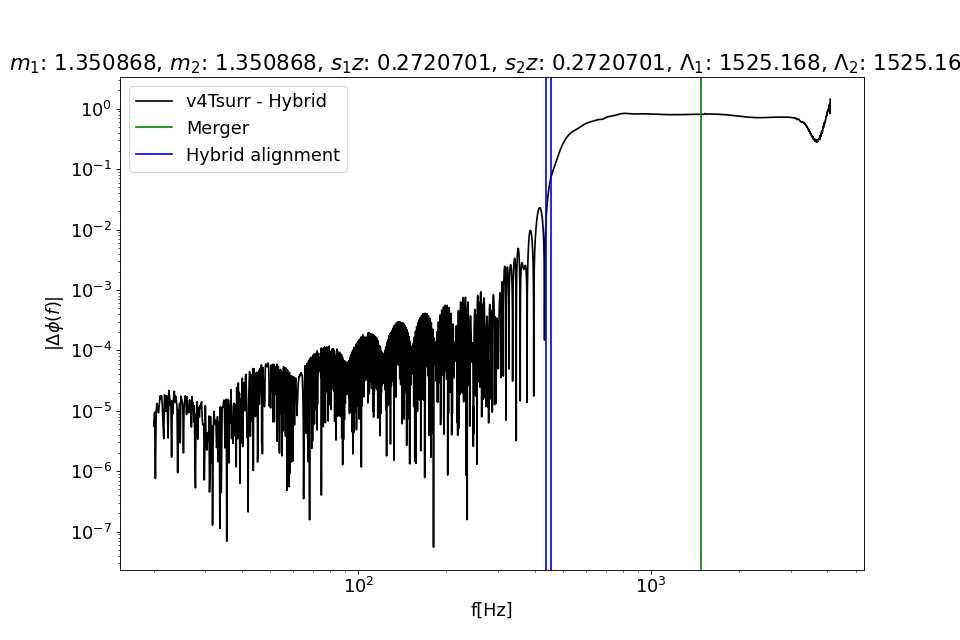 m₁: 1.350868, m₂: 1.350868, s₁z: 0.2720701, s₂z: 0.2720701, Λ₁: 1525.168, Λ₂: 1525.16
v4Tsurr - Hybrid
Merger
Hybrid alignment
10⁰
10⁻¹
10⁻²
10⁻³
10⁻⁴
10⁻⁵
10⁻⁶
10⁻⁷
|Δϕ(f)|
10² 10³
f[Hz]